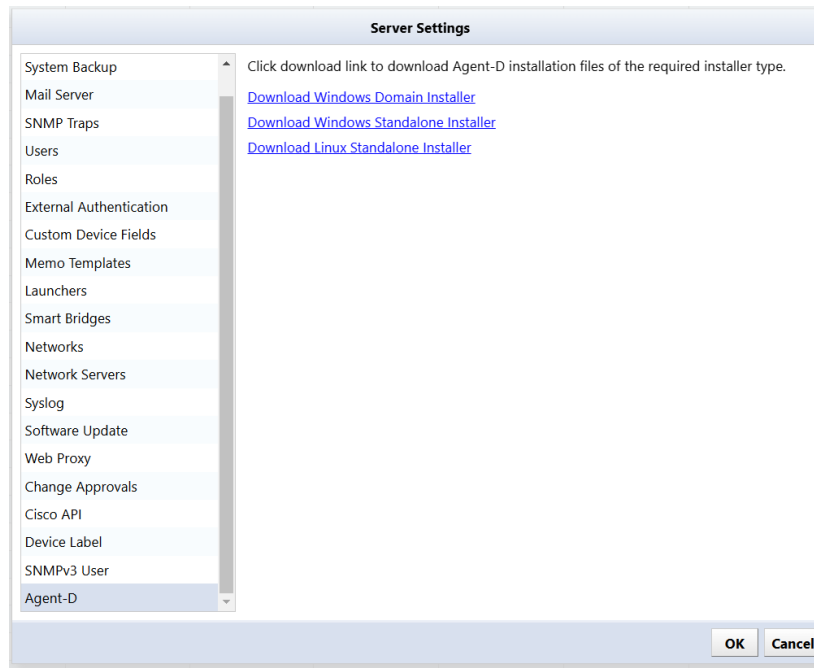 Server Settings
System Backup
Mail Server
SNMP Traps
Users
Roles
External Authentication
Custom Device Fields
Memo Templates
Launchers
Smart Bridges
Networks
Network Servers
Syslog
Software Update
Web Proxy
Change Approvals
Cisco API
Device Label
SNMPv3 User
Agent-D
Click download link to download Agent-D installation files of the required installer type.
Download Windows Domain Installer
Download Windows Standalone Installer
Download Linux Standalone Installer
OK
Cancel